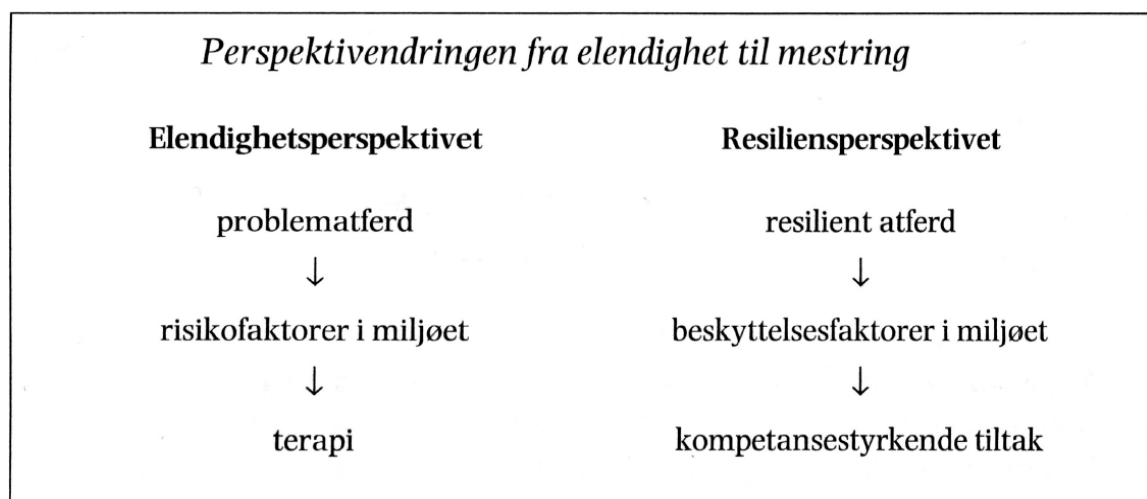 Perspektivendringen fra elendighet til mestring
Elendighetsperspektivet
problematferd
↓
risikofaktorer i miljøet
↓
terapi
Resiliensperspektivet
resilient atferd
↓
beskyttelsesfaktorer i miljøet
↓
kompetansestyrkende tiltak